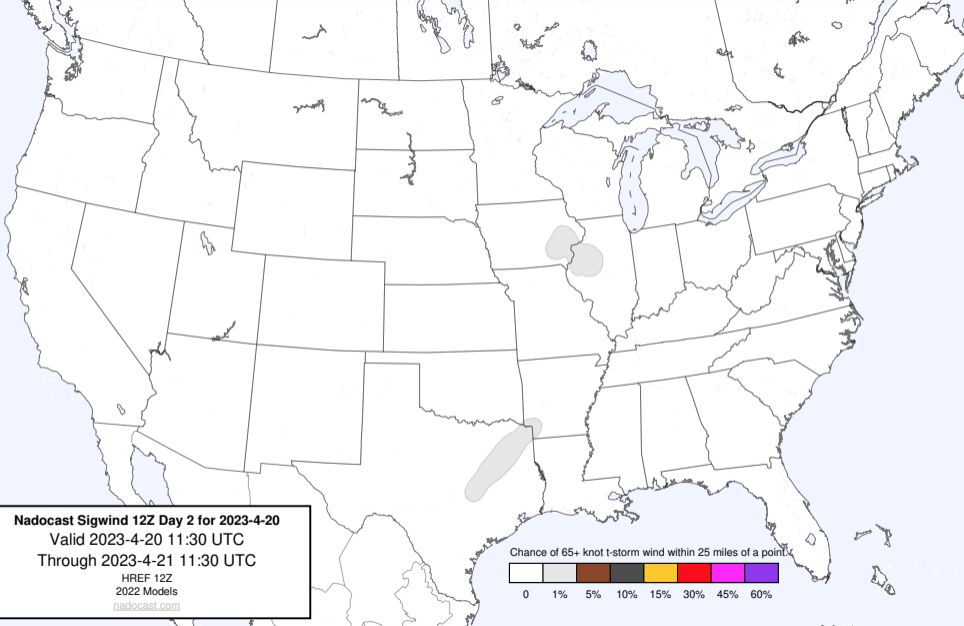 Nadocast Sigwind 12Z Day 2 for 2023-4-20
Valid 2023-4-20 11:30 UTC
Through 2023-4-21 11:30 UTC
HREF 12Z
2022 Models
nadocast.com
Chance of 65+ knot t-storm wind within 25 miles of a point.
0 1% 5% 10% 15% 30% 45% 60%